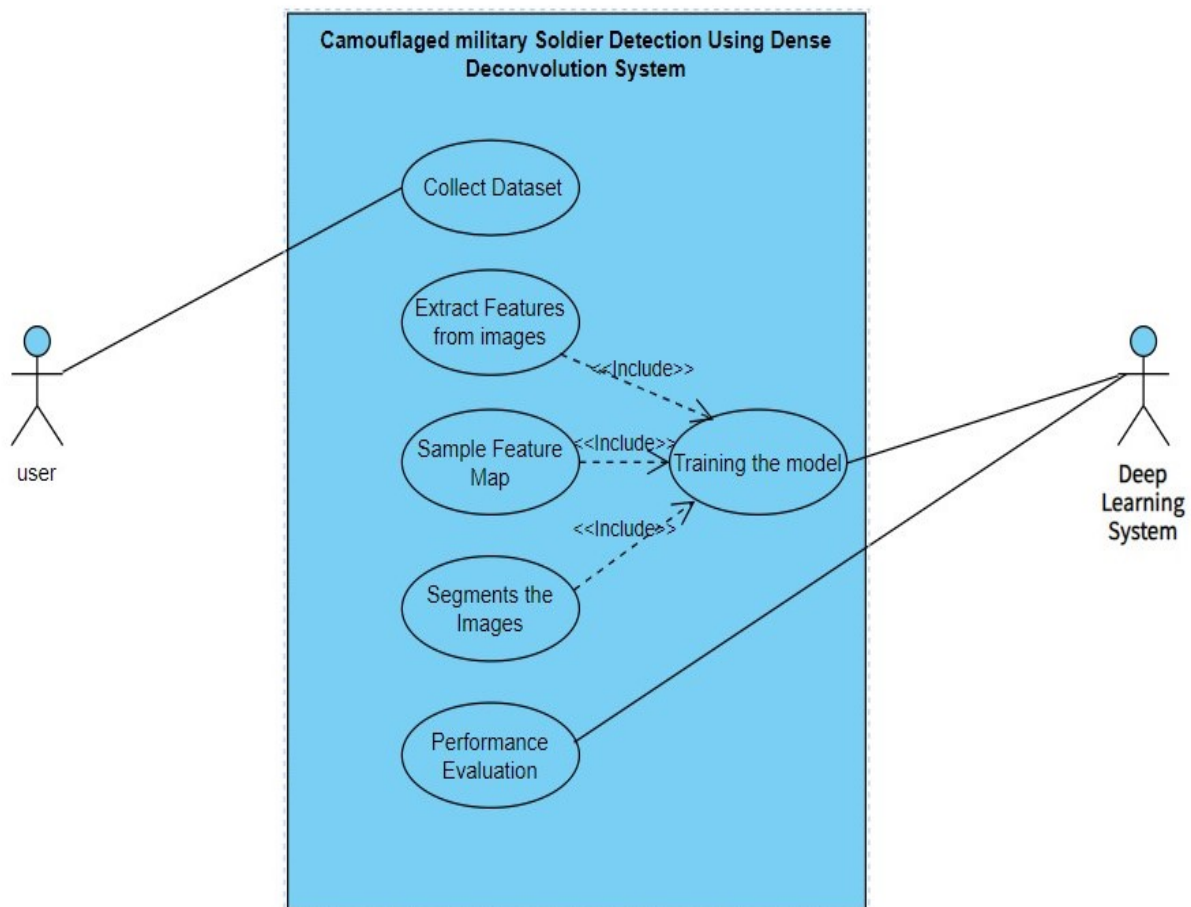 Camouflaged military Soldier Detection Using Dense
Deconvolution System
Collect Dataset
Extract Features
from images
<<Include>>
Sample Feature
Map
<<Include>>
Training the model
<<Include>>
Segments the
Images
Performance
Evaluation
user
Deep
Learning
System